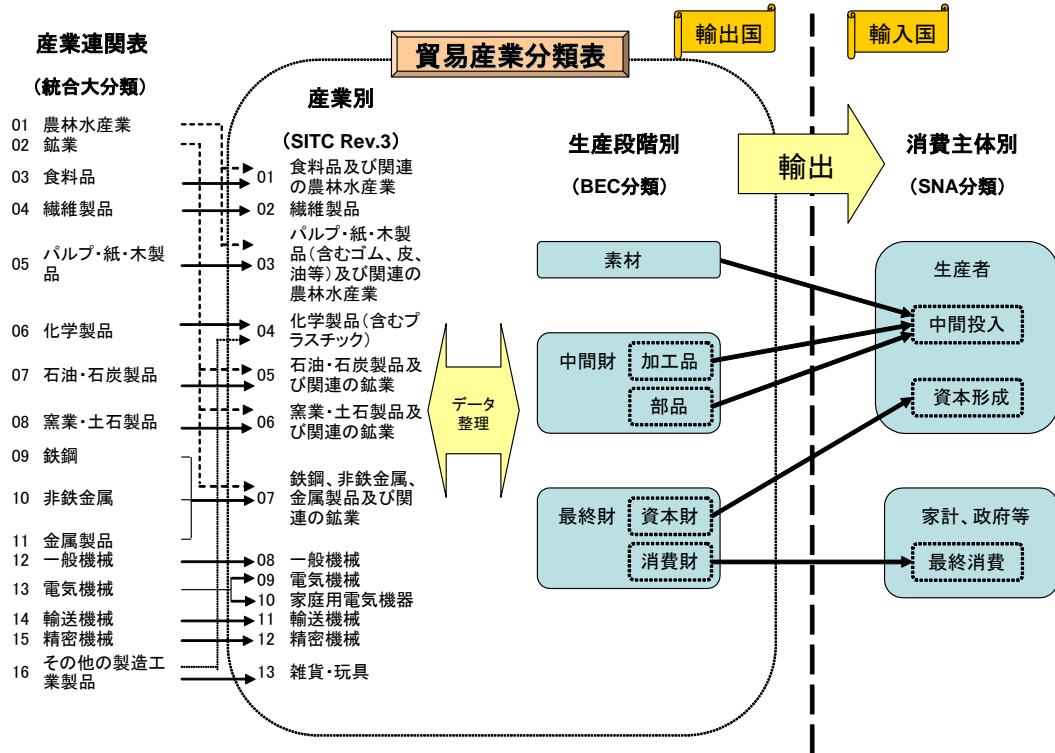 輸出国
輸入国
貿易産業分類表
産業連関表
(統合大分類)
01 農林水産業
02 鉱業
03 食料品
04 繊維製品
05 パルプ・紙・木製
品
06 化学製品
07 石油・石炭製品
08 窯業・土石製品
09 鉄鋼
10 非鉄金属
11 金属製品
12 一般機械
13 電気機械
14 輸送機械
15 精密機械
16 その他の製造工
業製品
産業別
(SITC Rev.3)
01 食料品及び関連
の農林水産業
02 繊維製品
03 パルプ・紙・木製
品(含むゴム、皮、
油等)及び関連の
農林水産業
04 化学製品(含むプ
ラスチック)
05 石油・石炭製品及
び関連の鉱業
06 窯業・土石製品及
び関連の鉱業
07 鉄鋼、非鉄金属、
金属製品及び関
連の鉱業
08 一般機械
09 電気機械
10 家庭用電気機器
11 輸送機械
12 精密機械
13 雑貨・玩具
データ
整理
生産段階別
(BEC分類)
素材
中間財
加工品
部品
最終財
資本財
消費財
輸出
消費主体別
(SNA分類)
生産者
中間投入
資本形成
家計、政府等
最終消費